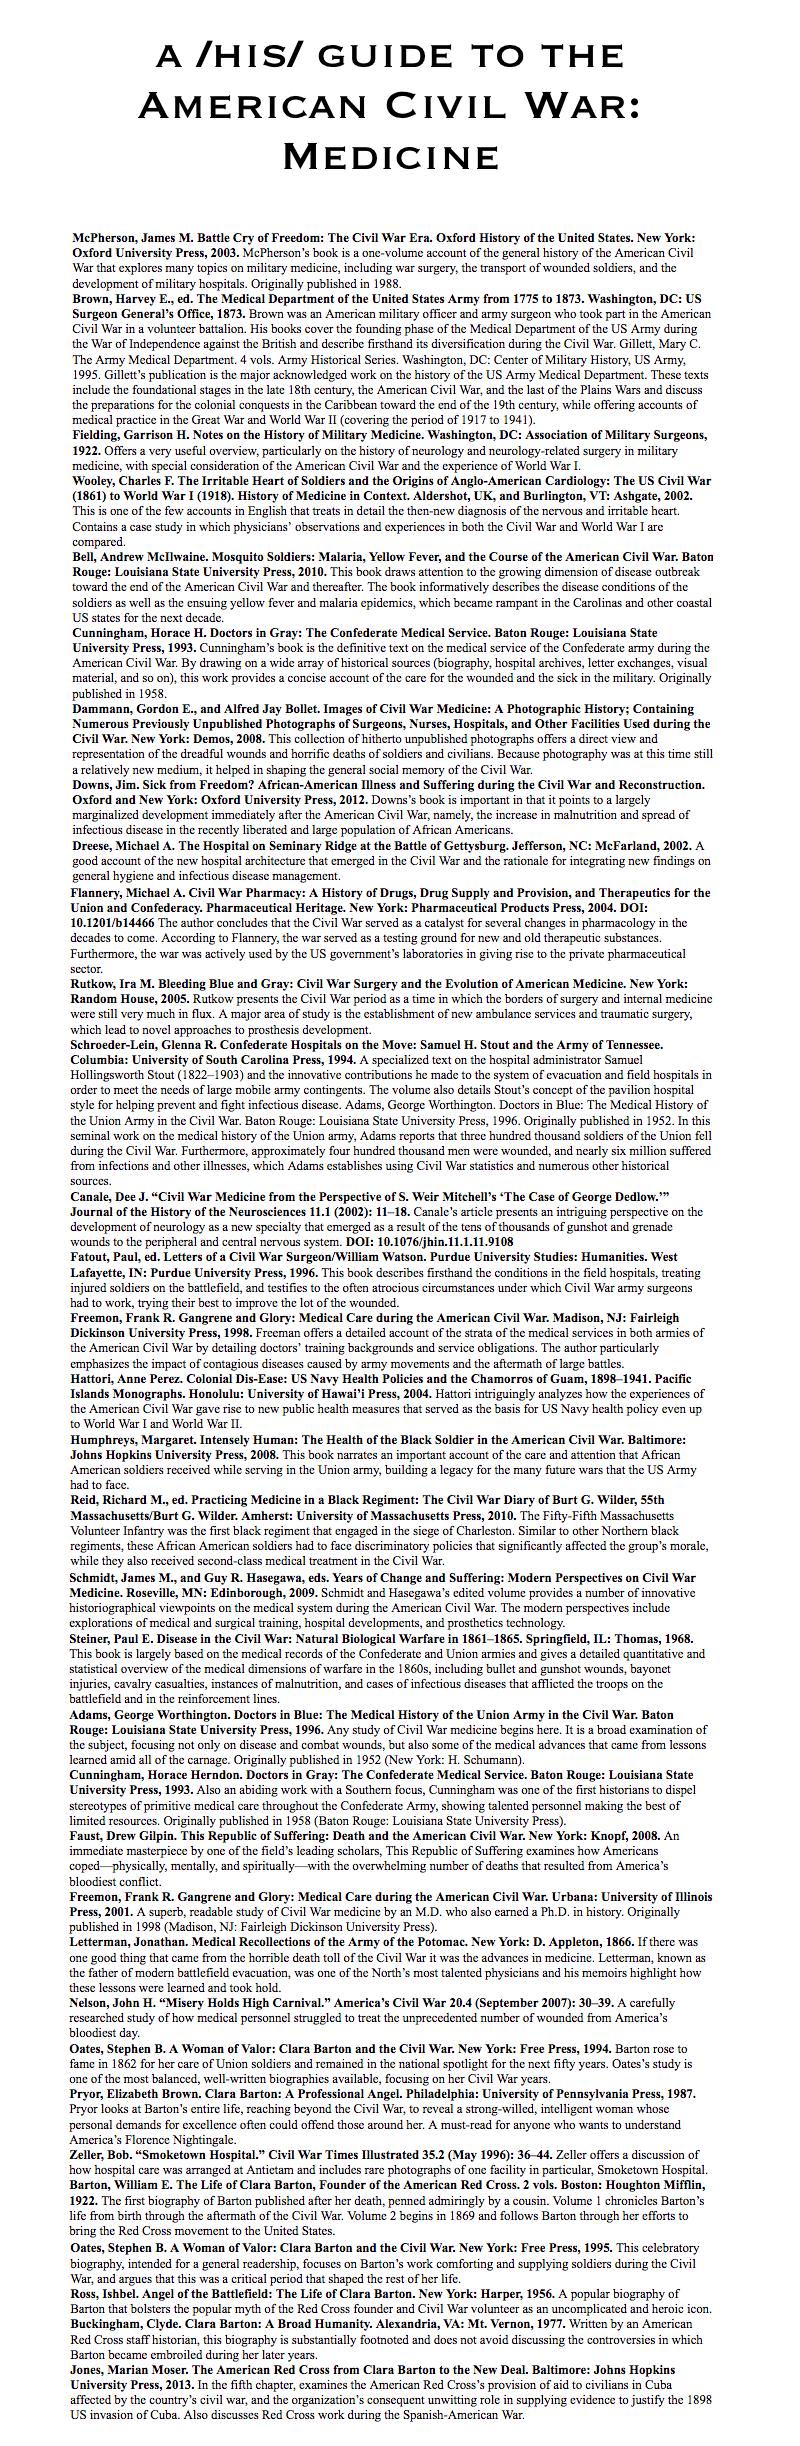 A /HIS/ GUIDE TO THE
AMERICAN CIVIL WAR:
MEDICINE
McPherson, James M. Battle Cry of Freedom: The Civil War Era. Oxford History of the United States. New York:
Oxford University Press, 2003. McPherson's book is a one-volume account of the general history of the American Civil
War that explores many topics on military medicine, including war surgery, the transport of wounded soldiers, and the
development of military hospitals. Originally published in 1988.
Brown, Harvey E., ed. The Medical Department of the United States Army from 1775 to 1873. Washington, DC: US
Surgeon General's Office, 1873. Brown was an American military officer and army surgeon who took part in the American
Civil War in a volunteer battalion. His books cover the founding phase of the Medical Department of the US Army during
the War of Independence against the British and describe firsthand its diversification during the Civil War. Gillett, Mary C.
The Army Medical Department. 4 vols. Army Historical Series. Washington, DC: Center of Military History, US Army,
1995. Gillett's publication is the major acknowledged work on the history of the US Army Medical Department. These texts
include the foundational stages in the late 18th century, the American Civil War, and the last of the Plains Wars and discuss
the preparations for the colonial conquests in the Caribbean toward the end of the 19th century, while offering accounts of
medical practice in the Great War and World War II (covering the period of 1917 to 1941).
Fielding, Garrison H. Notes on the History of Military Medicine. Washington, DC: Association of Military Surgeons,
1922. Offers a very useful overview, particularly on the history of neurology and neurology-related surgery in military
medicine, with special consideration of the American Civil War and the experience of World War I.
Wooley, Charles F. The Irritable Heart of Soldiers and the Origins of Anglo-American Cardiology: The US Civil War
(1861) to World War I (1918). History of Medicine in Context. Aldershot, UK, and Burlington, VT: Ashgate, 2002.
This is one of the few accounts in English that treats in detail the then-new diagnosis of the nervous and irritable heart.
Contains a case study in which physicians' observations and experiences in both the Civil War and World War I are
compared.
Bell, Andrew McIlwaine. Mosquito Soldiers: Malaria, Yellow Fever, and the Course of the American Civil War. Baton
Rouge: Louisiana State University Press, 2010. This book draws attention to the growing dimension of disease outbreak
toward the end of the American Civil War and thereafter. The book informatively describes the disease conditions of the
soldiers as well as the ensuing yellow fever and malaria epidemics, which became rampant in the Carolinas and other coastal
US states for the next decade.
Cunningham, Horace H. Doctors in Gray: The Confederate Medical Service. Baton Rouge: Louisiana State
University Press, 1993. Cunningham's book is the definitive text on the medical service of the Confederate army during the
American Civil War. By drawing on a wide array of historical sources (biography, hospital archives, letter exchanges, visual
material, and so on), this work provides a concise account of the care for the wounded and the sick in the military. Originally
published in 1958.
Dammann, Gordon E., and Alfred Jay Bollet. Images of Civil War Medicine: A Photographic History; Containing
Numerous Previously Unpublished Photographs of Surgeons, Nurses, Hospitals, and Other Facilities Used during the
Civil War. New York: Demos, 2008. This collection of hitherto unpublished photographs offers a direct view and
representation of the dreadful wounds and horrific deaths of soldiers and civilians. Because photography was at this time still
a relatively new medium, it helped in shaping the general social memory of the Civil War.
Downs, Jim. Sick from Freedom? African-American Illness and Suffering during the Civil War and Reconstruction.
Oxford and New York: Oxford University Press, 2012. Downs's book is important in that it points to a largely
marginalized development immediately after the American Civil War, namely, the increase in malnutrition and spread of
infectious disease in the recently liberated and large population of African Americans.
Dreese, Michael A. The Hospital on Seminary Ridge at the Battle of Gettysburg. Jefferson, NC: McFarland, 2002. A
good account of the new hospital architecture that emerged in the Civil War and the rationale for integrating new findings on
general hygiene and infectious disease management.
Flannery, Michael A. Civil War Pharmacy: A History of Drugs, Drug Supply and Provision, and Therapeutics for the
Union and Confederacy. Pharmaceutical Heritage. New York: Pharmaceutical Products Press, 2004. DOI:
10.1201/b14466 The author concludes that the Civil War served as a catalyst for several changes in pharmacology in the
decades to come. According to Flannery, the war served as a testing ground for new and old therapeutic substances.
Furthermore, the war was actively used by the US government's laboratories in giving rise to the private pharmaceutical
sector.
Rutkow, Ira M. Bleeding Blue and Gray: Civil War Surgery and the Evolution of American Medicine. New York:
Random House, 2005. Rutkow presents the Civil War period as a time in which the borders of surgery and internal medicine
were still very much in flux. A major area of study is the establishment of new ambulance services and traumatic surgery,
which lead to novel approaches to prosthesis development.
Schroeder-Lein, Glenna R. Confederate Hospitals on the Move: Samuel H. Stout and the Army of Tennessee.
Columbia: University of South Carolina Press, 1994. A specialized text on the hospital administrator Samuel
Hollingsworth Stout (1822–1903) and the innovative contributions he made to the system of evacuation and field hospitals in
order to meet the needs of large mobile army contingents. The volume also details Stout's concept of the pavilion hospital
style for helping prevent and fight infectious disease. Adams, George Worthington. Doctors in Blue: The Medical History of
the Union Army in the Civil War. Baton Rouge: Louisiana State University Press, 1996. Originally published in 1952. In this
seminal work on the medical history of the Union army, Adams reports that three hundred thousand soldiers of the Union fell
during the Civil War. Furthermore, approximately four hundred thousand men were wounded, and nearly six million suffered
from infections and other illnesses, which Adams establishes using Civil War statistics and numerous other historical
sources.
Canale, Dee J. “Civil War Medicine from the Perspective of S. Weir Mitchell's ‘The Case of George Dedlow.’”
Journal of the History of the Neurosciences 11.1 (2002): 11–18. Canale's article presents an intriguing perspective on the
development of neurology as a new specialty that emerged as a result of the tens of thousands of gunshot and grenade
wounds to the peripheral and central nervous system. DOI: 10.1076/jhin.11.1.11.9108
Fatout, Paul, ed. Letters of a Civil War Surgeon/William Watson. Purdue University Studies: Humanities. West
Lafayette, IN: Purdue University Press, 1996. This book describes firsthand the conditions in the field hospitals, treating
injured soldiers on the battlefield, and testifies to the often atrocious circumstances under which Civil War army surgeons
had to work, trying their best to improve the lot of the wounded.
Freemon, Frank R. Gangrene and Glory: Medical Care during the American Civil War. Madison, NJ: Fairleigh
Dickinson University Press, 1998. Freeman offers a detailed account of the strata of the medical services in both armies of
the American Civil War by detailing doctors' training backgrounds and service obligations. The author particularly
emphasizes the impact of contagious diseases caused by army movements and the aftermath of large battles.
Hattori, Anne Perez. Colonial Dis-Ease: US Navy Health Policies and the Chamorros of Guam, 1898–1941. Pacific
Islands Monographs. Honolulu: University of Hawai'i Press, 2004. Hattori intriguingly analyzes how the experiences of
the American Civil War gave rise to new public health measures that served as the basis for US Navy health policy even up
to World War I and World War II.
Humphreys, Margaret. Intensely Human: The Health of the Black Soldier in the American Civil War. Baltimore:
Johns Hopkins University Press, 2008. This book narrates an important account of the care and attention that African
American soldiers received while serving in the Union army, building a legacy for the many future wars that the US Army
had to face.
Reid, Richard M., ed. Practicing Medicine in a Black Regiment: The Civil War Diary of Burt G. Wilder, 55th
Massachusetts/Burt G. Wilder. Amherst: University of Massachusetts Press, 2010. The Fifty-Fifth Massachusetts
Volunteer Infantry was the first black regiment that engaged in the siege of Charleston. Similar to other Northern black
regiments, these African American soldiers had to face discriminatory policies that significantly affected the group's morale,
while they also received second-class medical treatment in the Civil War.
Schmidt, James M., and Guy R. Hasegawa, eds. Years of Change and Suffering: Modern Perspectives on Civil War
Medicine. Roseville, MN: Edinborough, 2009. Schmidt and Hasegawa's edited volume provides a number of innovative
historiographical viewpoints on the medical system during the American Civil War. The modern perspectives include
explorations of medical and surgical training, hospital developments, and prosthetics technology.
Steiner, Paul E. Disease in the Civil War: Natural Biological Warfare in 1861–1865. Springfield, IL: Thomas, 1968.
This book is largely based on the medical records of the Confederate and Union armies and gives a detailed quantitative and
statistical overview of the medical dimensions of warfare in the 1860s, including bullet and gunshot wounds, bayonet
injuries, cavalry casualties, instances of malnutrition, and cases of infectious diseases that afflicted the troops on the
battlefield and in the reinforcement lines.
Adams, George Worthington. Doctors in Blue: The Medical History of the Union Army in the Civil War. Baton
Rouge: Louisiana State University Press, 1996. Any study of Civil War medicine begins here. It is a broad examination of
the subject, focusing not only on disease and combat wounds, but also some of the medical advances that came from lessons
learned amid all of the carnage. Originally published in 1952 (New York: H. Schumann).
Cunningham, Horace Herndon. Doctors in Gray: The Confederate Medical Service. Baton Rouge: Louisiana State
University Press, 1993. Also an abiding work with a Southern focus, Cunningham was one of the first historians to dispel
stereotypes of primitive medical care throughout the Confederate Army, showing talented personnel making the best of
limited resources. Originally published in 1958 (Baton Rouge: Louisiana State University Press).
Faust, Drew Gilpin. This Republic of Suffering: Death and the American Civil War. New York: Knopf, 2008. An
immediate masterpiece by one of the field's leading scholars, This Republic of Suffering examines how Americans
coped—physically, mentally, and spiritually—with the overwhelming number of deaths that resulted from America's
bloodiest conflict.
Freemon, Frank R. Gangrene and Glory: Medical Care during the American Civil War. Urbana: University of Illinois
Press, 2001. A superb, readable study of Civil War medicine by an M.D. who also earned a Ph.D. in history. Originally
published in 1998 (Madison, NJ: Fairleigh Dickinson University Press).
Letterman, Jonathan. Medical Recollections of the Army of the Potomac. New York: D. Appleton, 1866. If there was
one good thing that came from the horrible death toll of the Civil War it was the advances in medicine. Letterman, known as
the father of modern battlefield evacuation, was one of the North's most talented physicians and his memoirs highlight how
these lessons were learned and took hold.
Nelson, John H. “Misery Holds High Carnival.” America's Civil War 20.4 (September 2007): 30–39. A carefully
researched study of how medical personnel struggled to treat the unprecedented number of wounded from America's
bloodiest day.
Oates, Stephen B. A Woman of Valor: Clara Barton and the Civil War. New York: Free Press, 1994. Barton rose to
fame in 1862 for her care of Union soldiers and remained in the national spotlight for the next fifty years. Oates's study is
one of the most balanced, well-written biographies available, focusing on her Civil War years.
Pryor, Elizabeth Brown. Clara Barton: A Professional Angel. Philadelphia: University of Pennsylvania Press, 1987.
Pryor looks at Barton's entire life, reaching beyond the Civil War, to reveal a strong-willed, intelligent woman whose
personal demands for excellence often could offend those around her. A must-read for anyone who wants to understand
America's Florence Nightingale.
Zeller, Bob. “Smoketown Hospital.” Civil War Times Illustrated 35.2 (May 1996): 36–44. Zeller offers a discussion of
how hospital care was arranged at Antietam and includes rare photographs of one facility in particular, Smoketown Hospital.
Barton, William E. The Life of Clara Barton, Founder of the American Red Cross. 2 vols. Boston: Houghton Mifflin,
1922. The first biography of Barton published after her death, penned admiringly by a cousin. Volume 1 chronicles Barton's
life from birth through the aftermath of the Civil War. Volume 2 begins in 1869 and follows Barton through her efforts to
bring the Red Cross movement to the United States.
Oates, Stephen B. A Woman of Valor: Clara Barton and the Civil War. New York: Free Press, 1995. This celebratory
biography, intended for a general readership, focuses on Barton's work comforting and supplying soldiers during the Civil
War, and argues that this was a critical period that shaped the rest of her life.
Ross, Ishbel. Angel of the Battlefield: The Life of Clara Barton. New York: Harper, 1956. A popular biography of
Barton that bolsters the popular myth of the Red Cross founder and Civil War volunteer as an uncomplicated and heroic icon.
Buckingham, Clyde. Clara Barton: A Broad Humanity. Alexandria, VA: Mt. Vernon, 1977. Written by an American
Red Cross staff historian, this biography is substantially footnoted and does not avoid discussing the controversies in which
Barton became embroiled during her later years.
Jones, Marian Moser. The American Red Cross from Clara Barton to the New Deal. Baltimore: Johns Hopkins
University Press, 2013. In the fifth chapter, examines the American Red Cross's provision of aid to civilians in Cuba
affected by the country's civil war, and the organization's consequent unwitting role in supplying evidence to justify the 1898
US invasion of Cuba. Also discusses Red Cross work during the Spanish-American War.